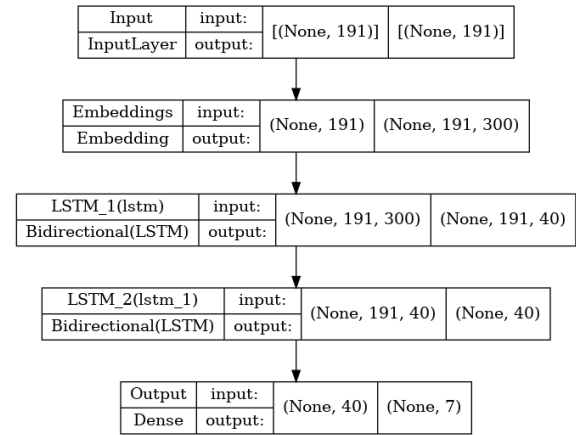 Input input: [(None, 191)] [(None, 191)]
InputLayer output:
Embeddings input: (None, 191) (None, 191, 300)
Embedding output:
LSTM_1(lstm) input: (None, 191, 300) (None, 191, 40)
Bidirectional(LSTM) output:
LSTM_2(lstm_1) input: (None, 191, 40) (None, 40)
Bidirectional(LSTM) output:
Output input: (None, 40) (None, 7)
Dense output: